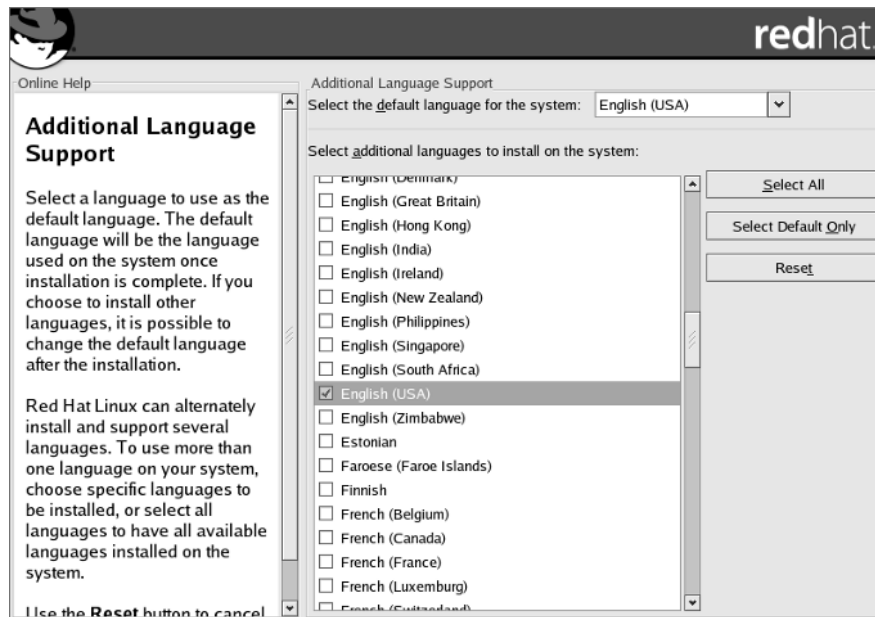 redhat.
Online Help
Additional Language
Support
Select a language to use as the
default language. The default
language will be the language
used on the system once
installation is complete. If you
choose to install other
languages, it is possible to
change the default language
after the installation.
Red Hat Linux can alternately
install and support several
languages. To use more than
one language on your system,
choose specific languages to
be installed, or select all
languages to have all available
languages installed on the
system.
Use the Reset button to cancel
Additional Language Support
Select the default language for the system: English (USA)
Select additional languages to install on the system:
English (Denmark)
English (Great Britain)
English (Hong Kong)
English (India)
English (Ireland)
English (New Zealand)
English (Philippines)
English (Singapore)
English (South Africa)
English (USA)
English (Zimbabwe)
Estonian
Faroese (Faroe Islands)
Finnish
French (Belgium)
French (Canada)
French (France)
French (Luxemburg)
French (Switzerland)
Select All
Select Default Only
Reset